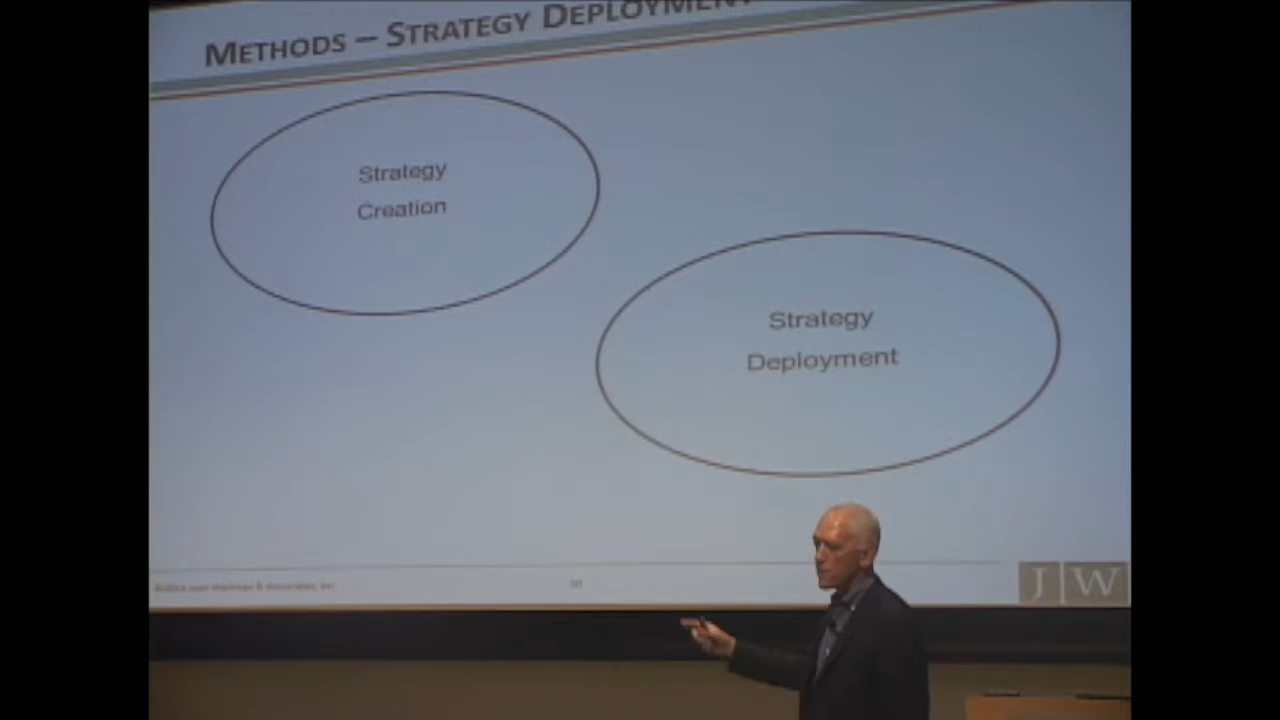 METHODS – STRATEGY DEPLOYMENT
Strategy
Creation
Strategy
Deployment
J W